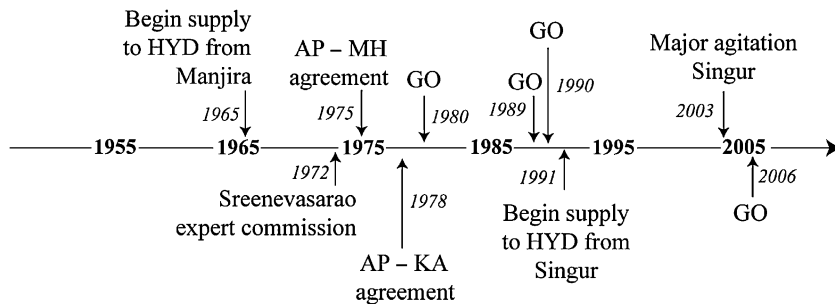 Begin supply
to HYD from
Manjira
1965
AP – MH
agreement
1975
GO
1980
GO
1989
GO
1990
Major agitation
Singur
2003
1955
1965
1975
1985
1995
2005
1972
Sreenevasarao
expert commission
1978
AP – KA
agreement
1991
Begin supply
to HYD from
Singur
2006
GO